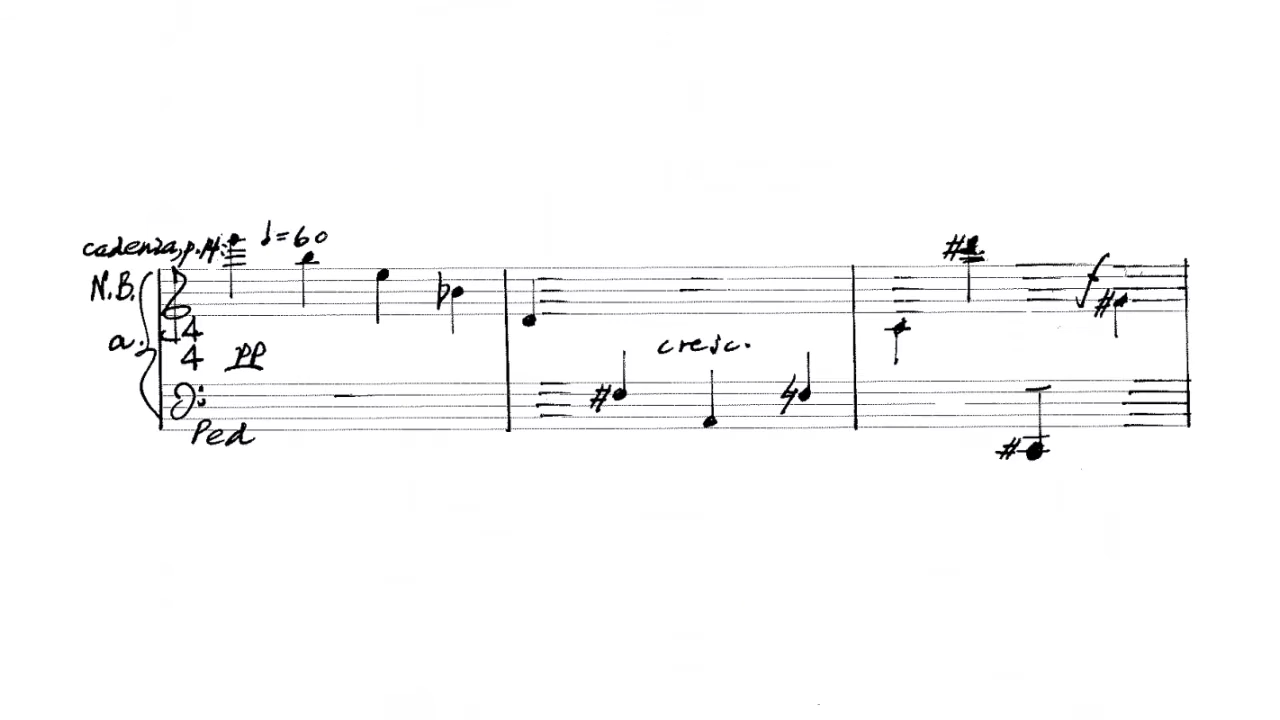 cadenza, p.14: ♩=60
N.B.
a.
4
4
pp
cresc.
f
Ped